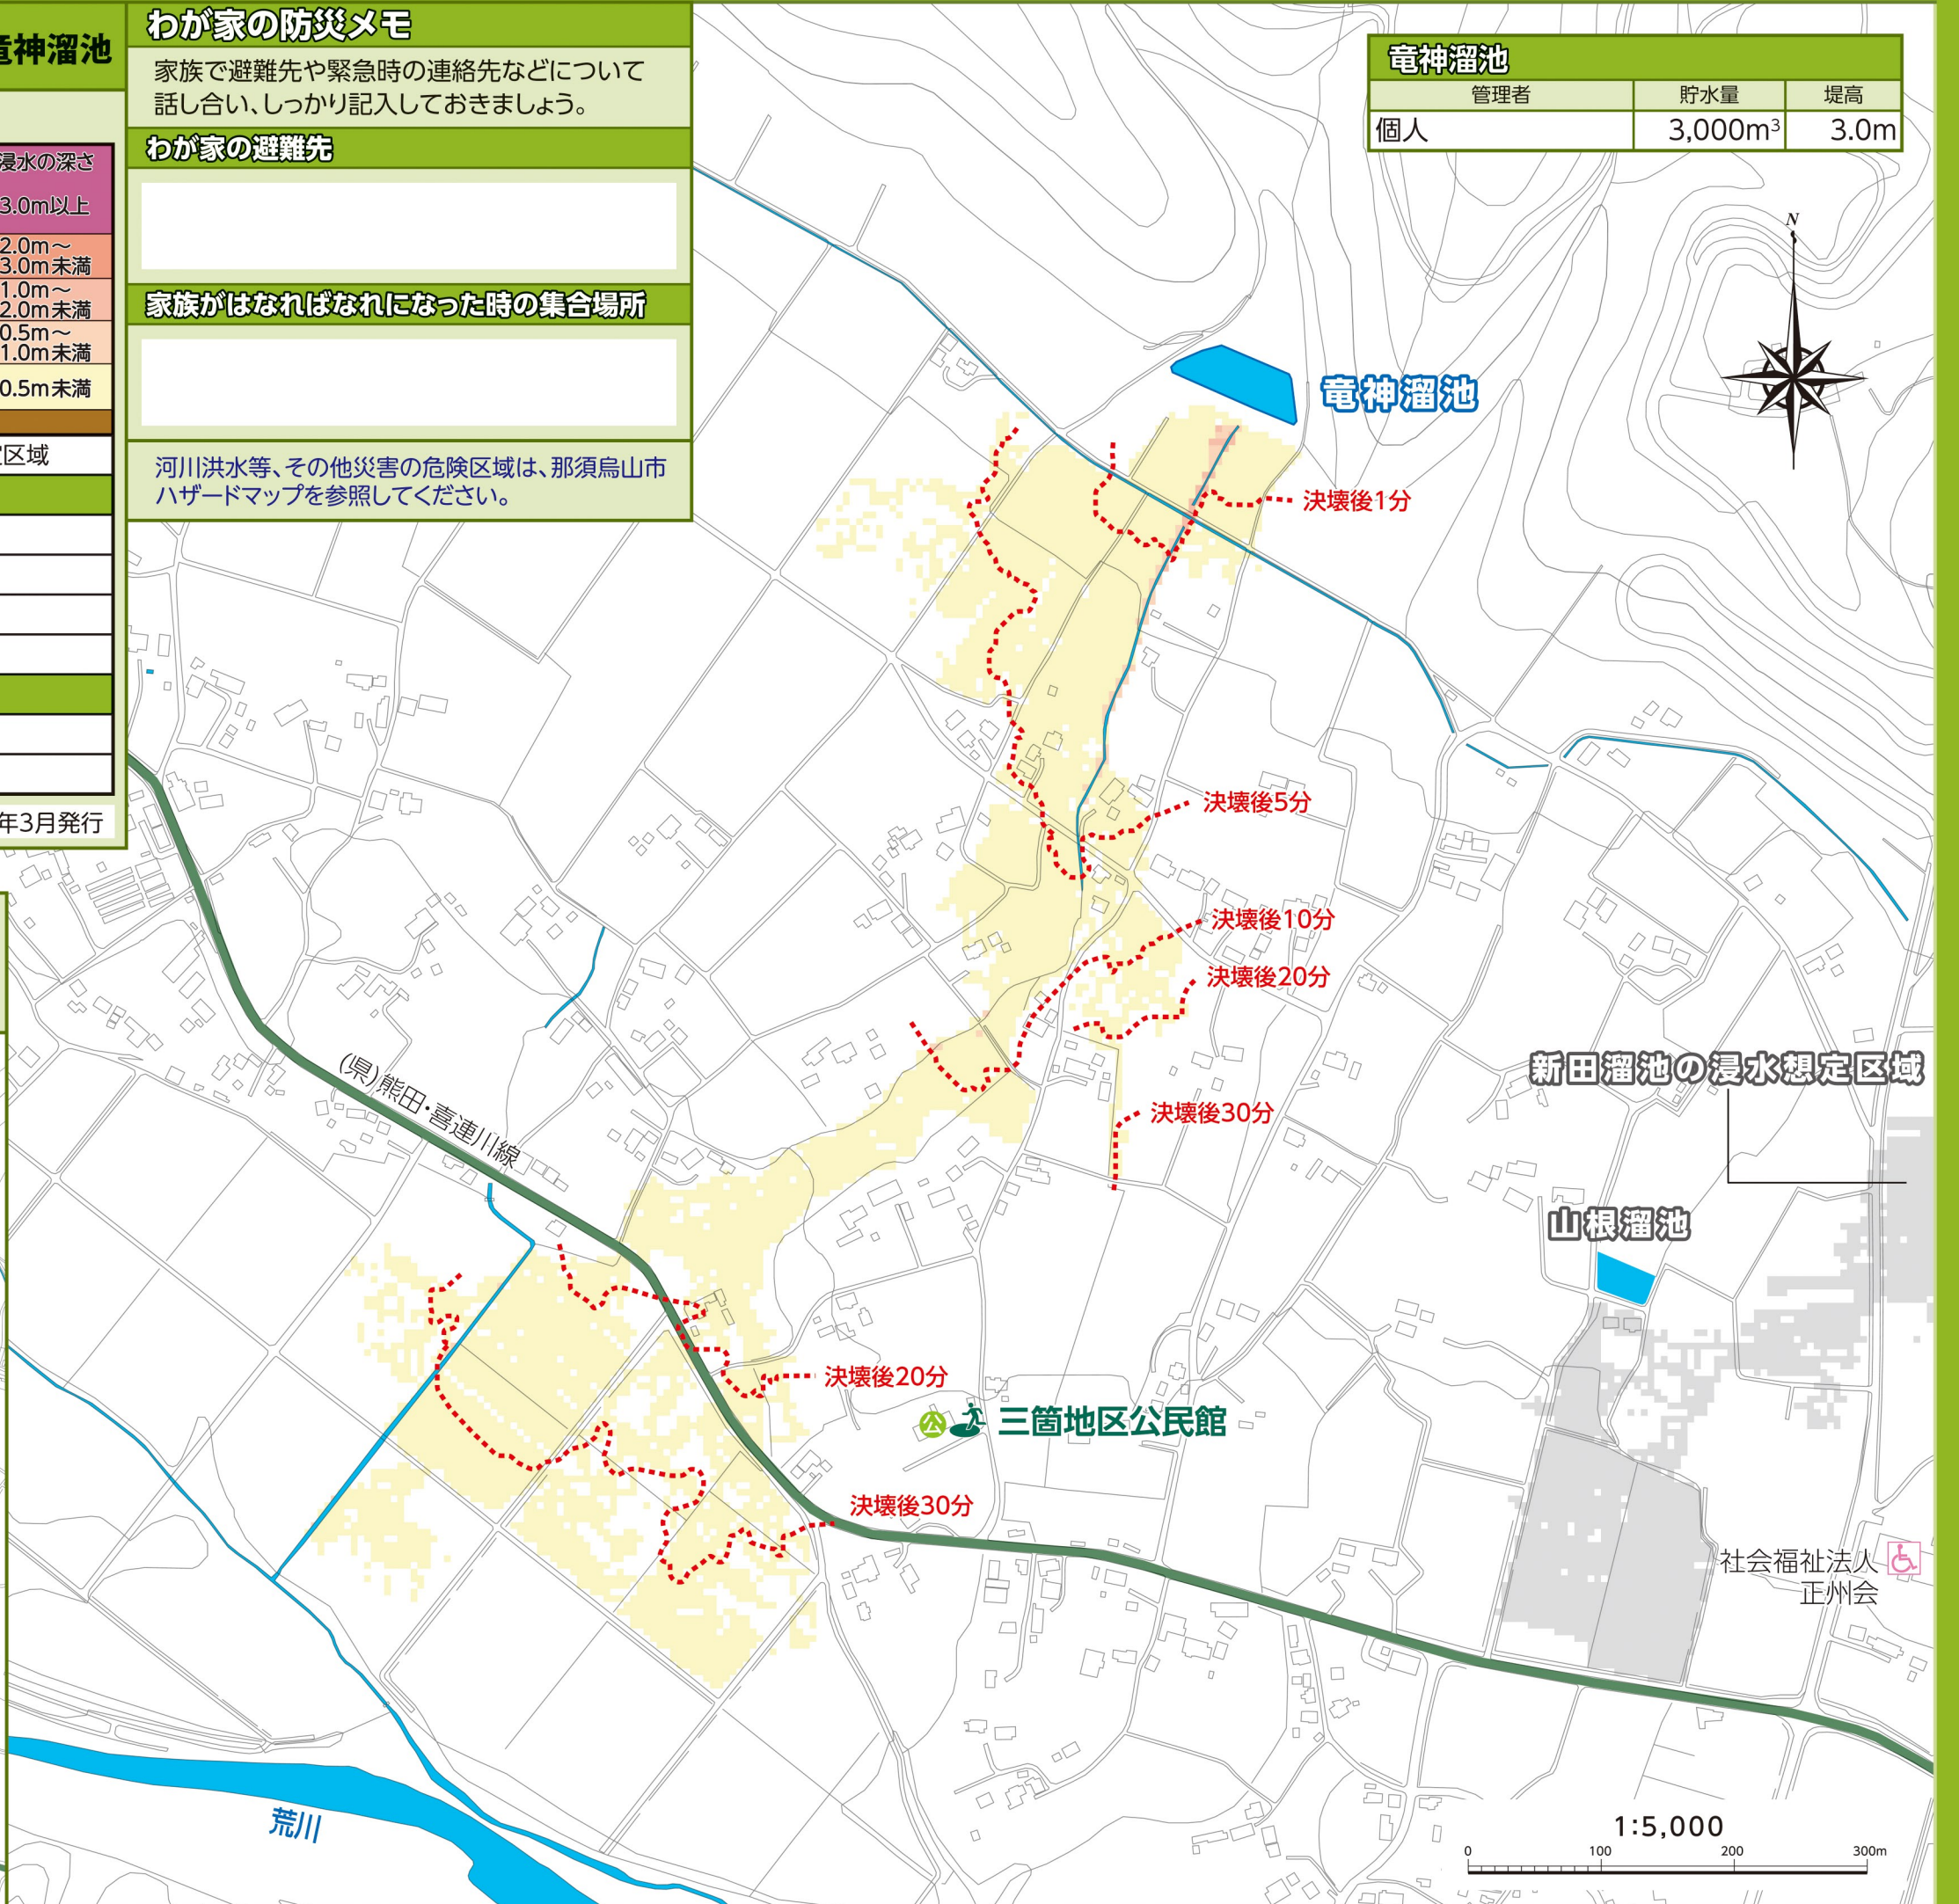 竜神溜池
浸水の深さ
3.0m以上
2.0m～
3.0m未満
1.0m～
2.0m未満
0.5m～
1.0m未満
0.5m未満
区域
年3月発行
わが家の防災メモ
家族で避難先や緊急時の連絡先などについて
話し合い、しっかり記入しておきましょう。
わが家の避難先
家族がはなればなれになった時の集合場所
河川洪水等、その他災害の危険区域は、那須烏山市
ハザードマップを参照してください。
竜神溜池
管理者 貯水量 堤高
個人 3,000m³ 3.0m
N
竜神溜池
決壊後1分
決壊後5分
決壊後10分
決壊後20分
決壊後30分
新田溜池の浸水想定区域
山根溜池
(県)熊田・喜連川線
決壊後20分
公 三箇地区公民館
決壊後30分
社会福祉法人
正州会
荒川
1:5,000
0 100 200 300m